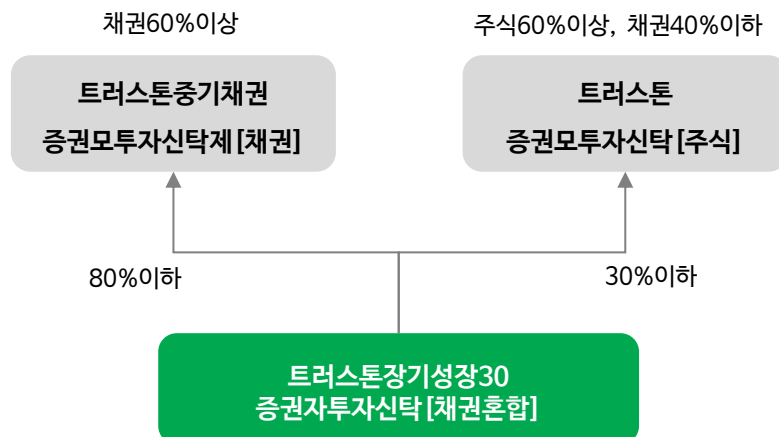 채권60%이상
주식60%이상, 채권40%이하
트러스톤중기채권
증권모투자신탁제[채권]
트러스톤
증권모투자신탁[주식]
80%이하
30%이하
트러스톤장기성장30
증권자투자신탁[채권혼합]